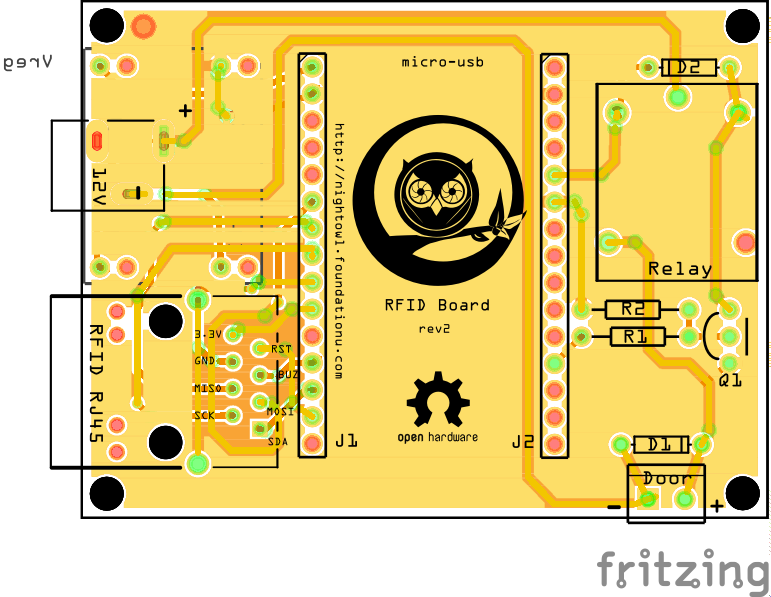 Vreg
micro-usb
D2
+
12V
-
http://nightowl.foundationu.com
Relay
RFID Board
rev2
R2
R1
Q1
RFID RJ45
3.3V
RST
GND
BUZ
MISO
MOSI
SCK
SDA
J1
open hardware
J2
D1
Door
- +
fritzing